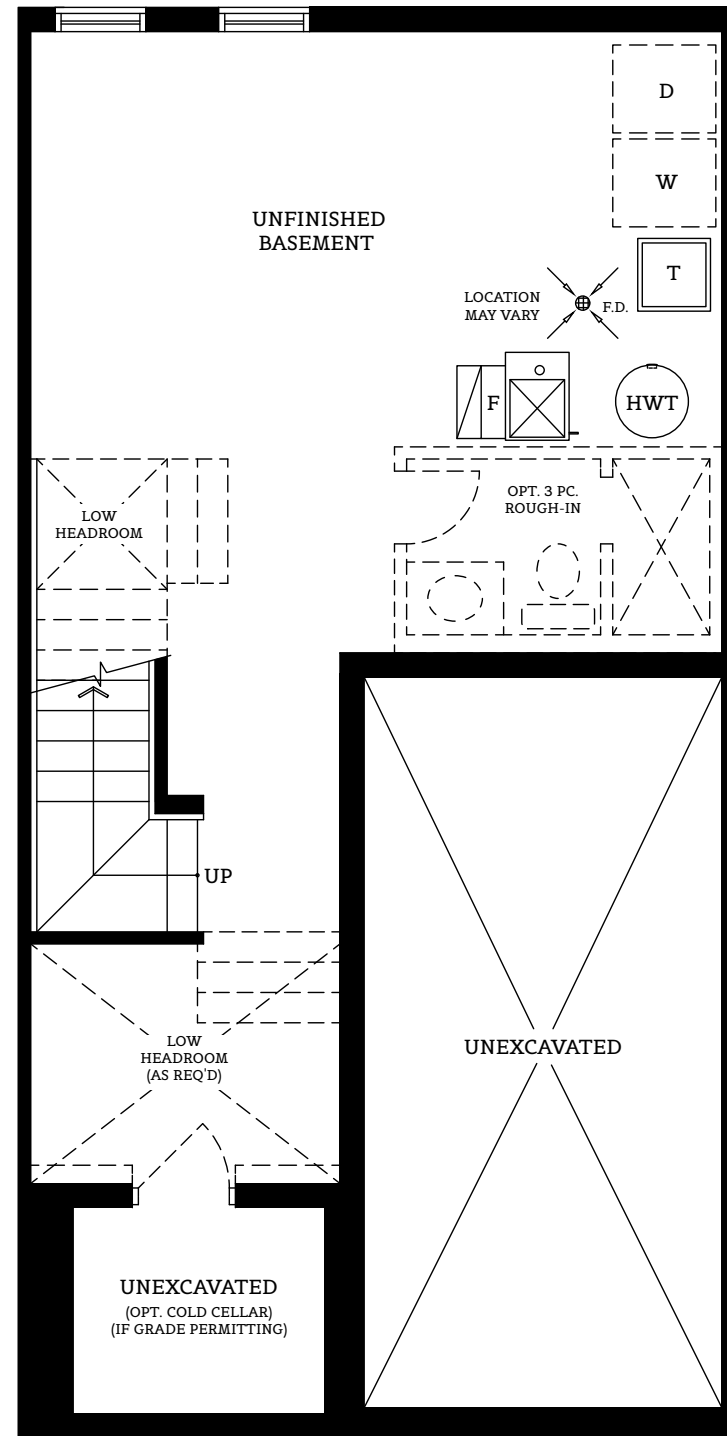 D
W
UNFINISHED
BASEMENT
T
LOCATION
MAY VARY
F.D.
F
HWT
OPT. 3 PC.
ROUGH-IN
LOW
HEADROOM
UP
LOW
HEADROOM
(AS REQ'D)
UNEXCAVATED
UNEXCAVATED
(OPT. COLD CELLAR)
(IF GRADE PERMITTING)